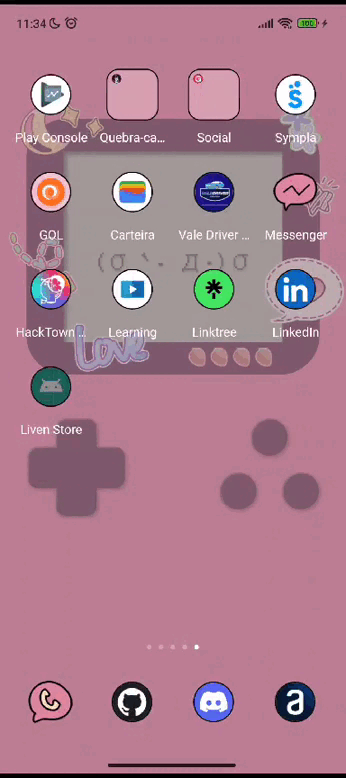 11:34
100
Play Console
Quebra-ca...
Social
Sympla
GOL
Carteira
Vale Driver ...
Messenger
(σ`-д･)σ
HackTown ...
Learning
Linktree
LinkedIn
Love
Liven Store